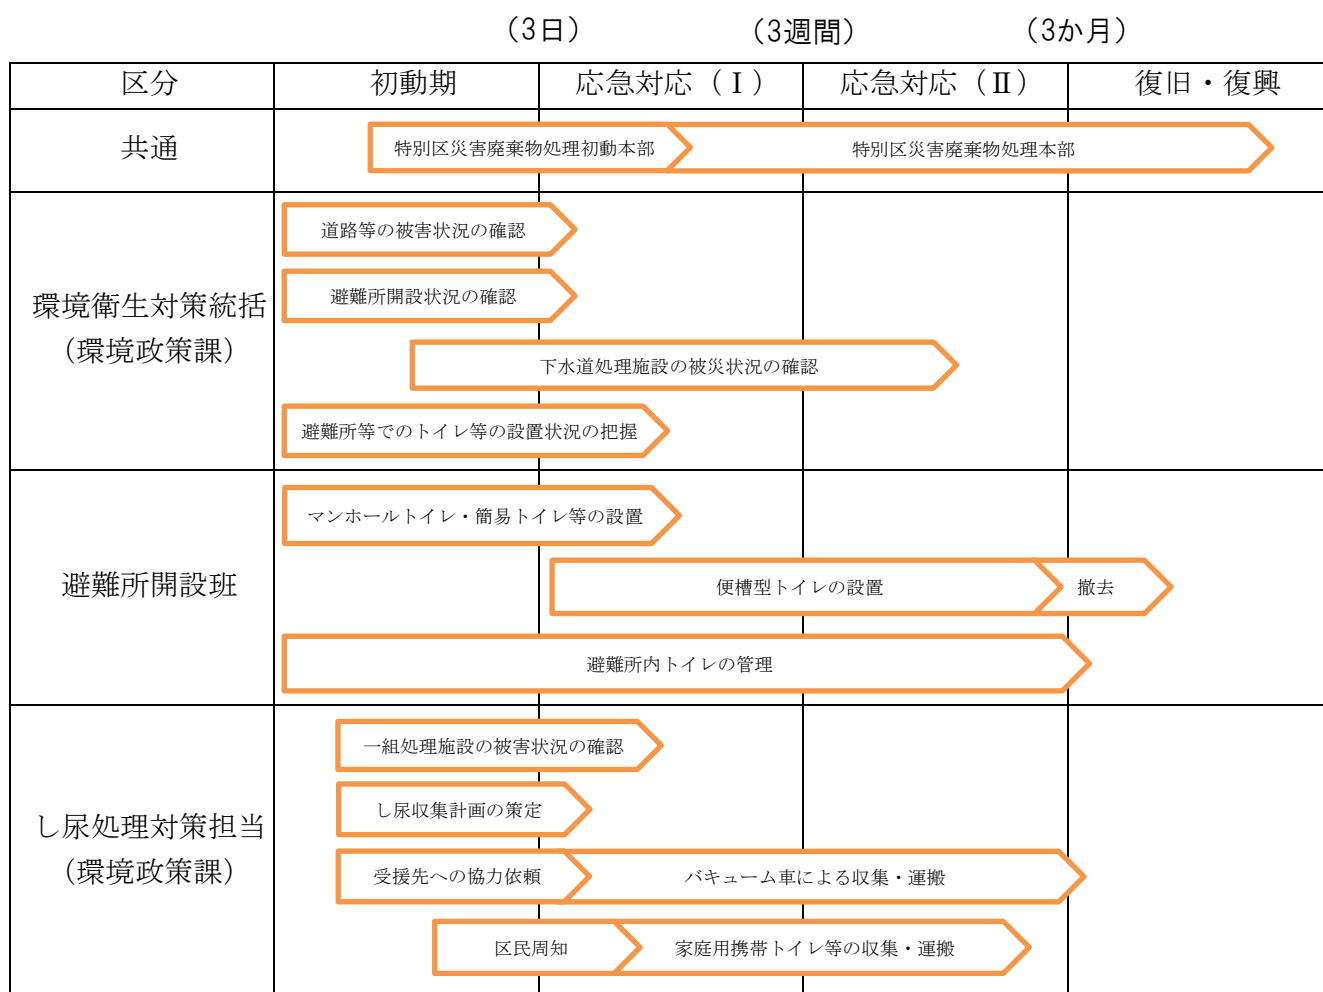 （3日）　（3週間）　（3か月）
区分　初動期　応急対応（Ⅰ）　応急対応（Ⅱ）　復旧・復興
共通　特別区災害廃棄物処理初動本部　特別区災害廃棄物処理本部
環境衛生対策統括
（環境政策課）
道路等の被害状況の確認
避難所開設状況の確認
下水道処理施設の被災状況の確認
避難所等でのトイレ等の設置状況の把握
避難所開設班
マンホールトイレ・簡易トイレ等の設置
便槽型トイレの設置　撤去
避難所内トイレの管理
し尿処理対策担当
（環境政策課）
一組処理施設の被害状況の確認
し尿収集計画の策定
受援先への協力依頼　バキューム車による収集・運搬
区民周知　家庭用携帯トイレ等の収集・運搬